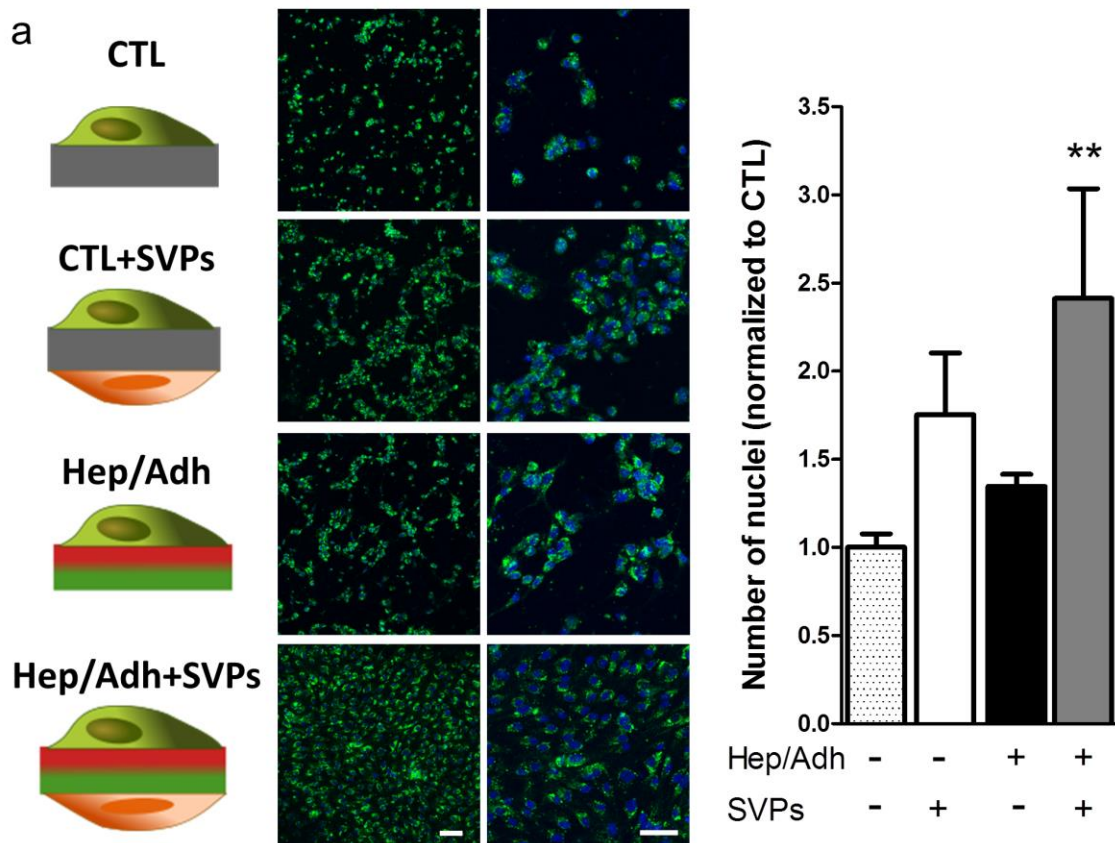 a
CTL
CTL+SVPs
Hep/Adh
Hep/Adh+SVPs
Number of nuclei (normalized to CTL)
3.5
3.0
2.5
2.0
1.5
1.0
0.5
0.0
**
Hep/Adh - - + +
SVPs - + - +